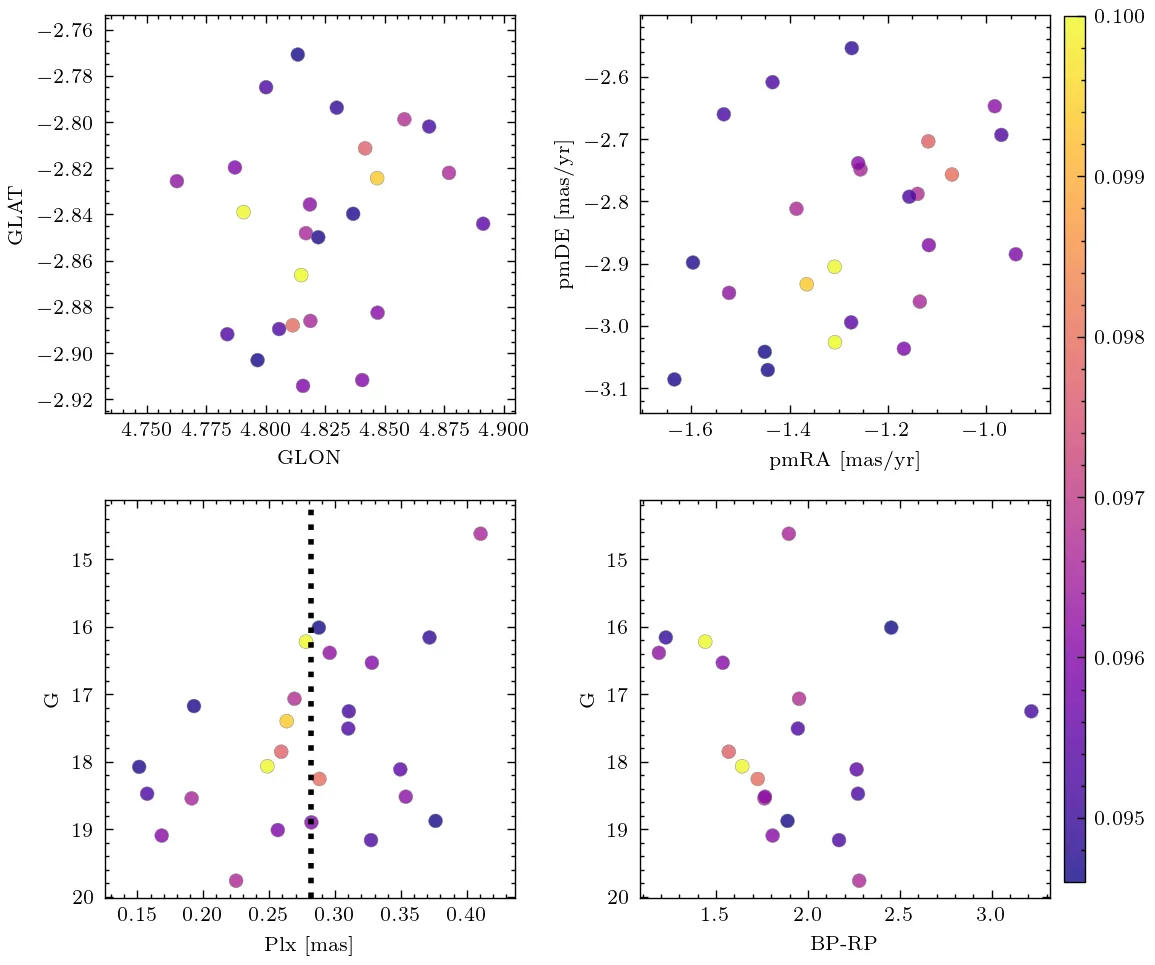 −2.76
−2.78
−2.80
−2.82
−2.84
−2.86
−2.88
−2.90
−2.92
GLAT
4.750 4.775 4.800 4.825 4.850 4.875 4.900
GLON
−2.6
−2.7
−2.8
−2.9
−3.0
−3.1
pmDE [mas/yr]
−1.6 −1.4 −1.2 −1.0
pmRA [mas/yr]
15
16
17
18
19
20
G
0.15 0.20 0.25 0.30 0.35 0.40
Plx [mas]
15
16
17
18
19
20
G
1.5 2.0 2.5 3.0
BP-RP
0.100
0.099
0.098
0.097
0.096
0.095